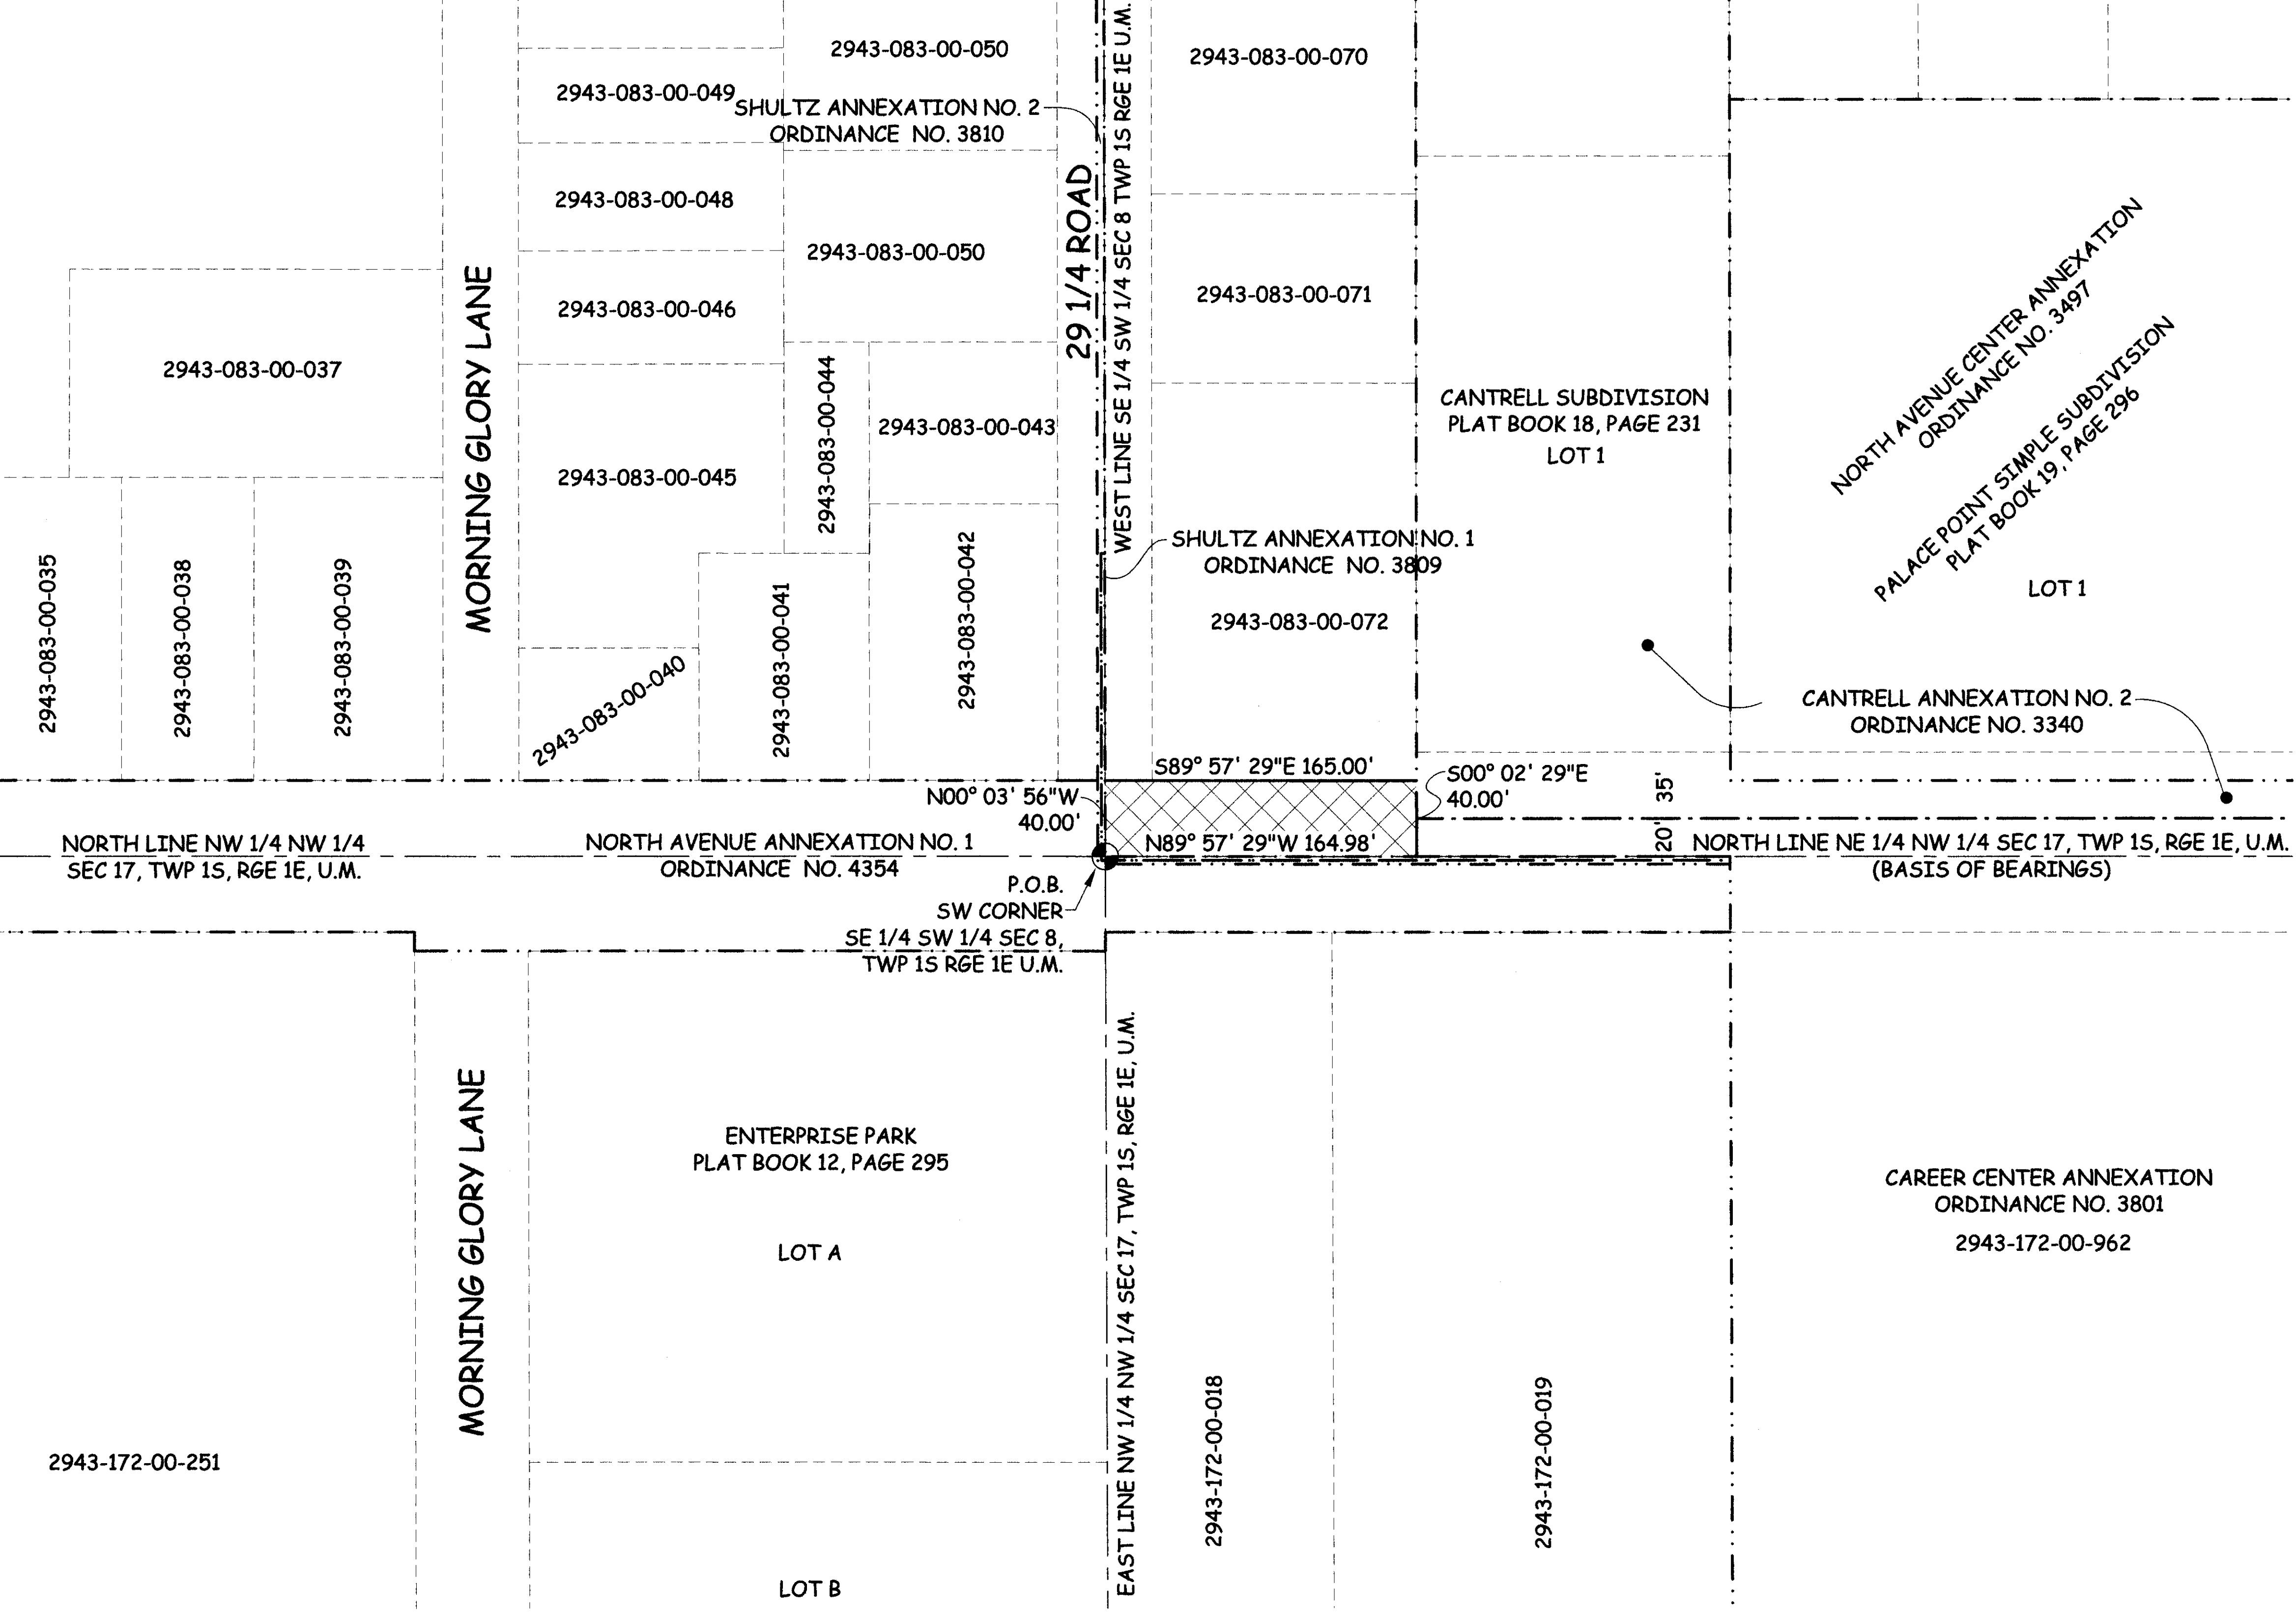 2943-083-00-050
2943-083-00-049
SHULTZ ANNEXATION NO. 2
ORDINANCE NO. 3810
2943-083-00-048
2943-083-00-050
2943-083-00-046
2943-083-00-037
2943-083-00-044
2943-083-00-043
2943-083-00-045
MORNING GLORY LANE
29 1/4 ROAD
WEST LINE SE 1/4 SW 1/4 SEC 8 TWP 1S RGE 1E U.M.
2943-083-00-070
2943-083-00-071
CANTRELL SUBDIVISION
PLAT BOOK 18, PAGE 231
LOT 1
NORTH AVENUE CENTER ANNEXATION
ORDINANCE NO. 3497
PALACE POINT SIMPLE SUBDIVISION
PLAT BOOK 19, PAGE 296
LOT 1
SHULTZ ANNEXATION NO. 1
ORDINANCE NO. 3809
2943-083-00-072
2943-083-00-035
2943-083-00-038
2943-083-00-039
2943-083-00-040
2943-083-00-041
2943-083-00-042
CANTRELL ANNEXATION NO. 2
ORDINANCE NO. 3340
S89° 57' 29"E 165.00'
S00° 02' 29"E
40.00'
N00° 03' 56"W
40.00'
N89° 57' 29"W 164.98'
35'
20'
NORTH LINE NW 1/4 NW 1/4
SEC 17, TWP 1S, RGE 1E, U.M.
NORTH AVENUE ANNEXATION NO. 1
ORDINANCE NO. 4354
NORTH LINE NE 1/4 NW 1/4 SEC 17, TWP 1S, RGE 1E, U.M.
(BASIS OF BEARINGS)
P.O.B.
SW CORNER
SE 1/4 SW 1/4 SEC 8,
TWP 1S RGE 1E U.M.
MORNING GLORY LANE
ENTERPRISE PARK
PLAT BOOK 12, PAGE 295
LOT A
EAST LINE NW 1/4 NW 1/4 SEC 17, TWP 1S, RGE 1E, U.M.
CAREER CENTER ANNEXATION
ORDINANCE NO. 3801
2943-172-00-962
2943-172-00-251
2943-172-00-018
2943-172-00-019
LOT B